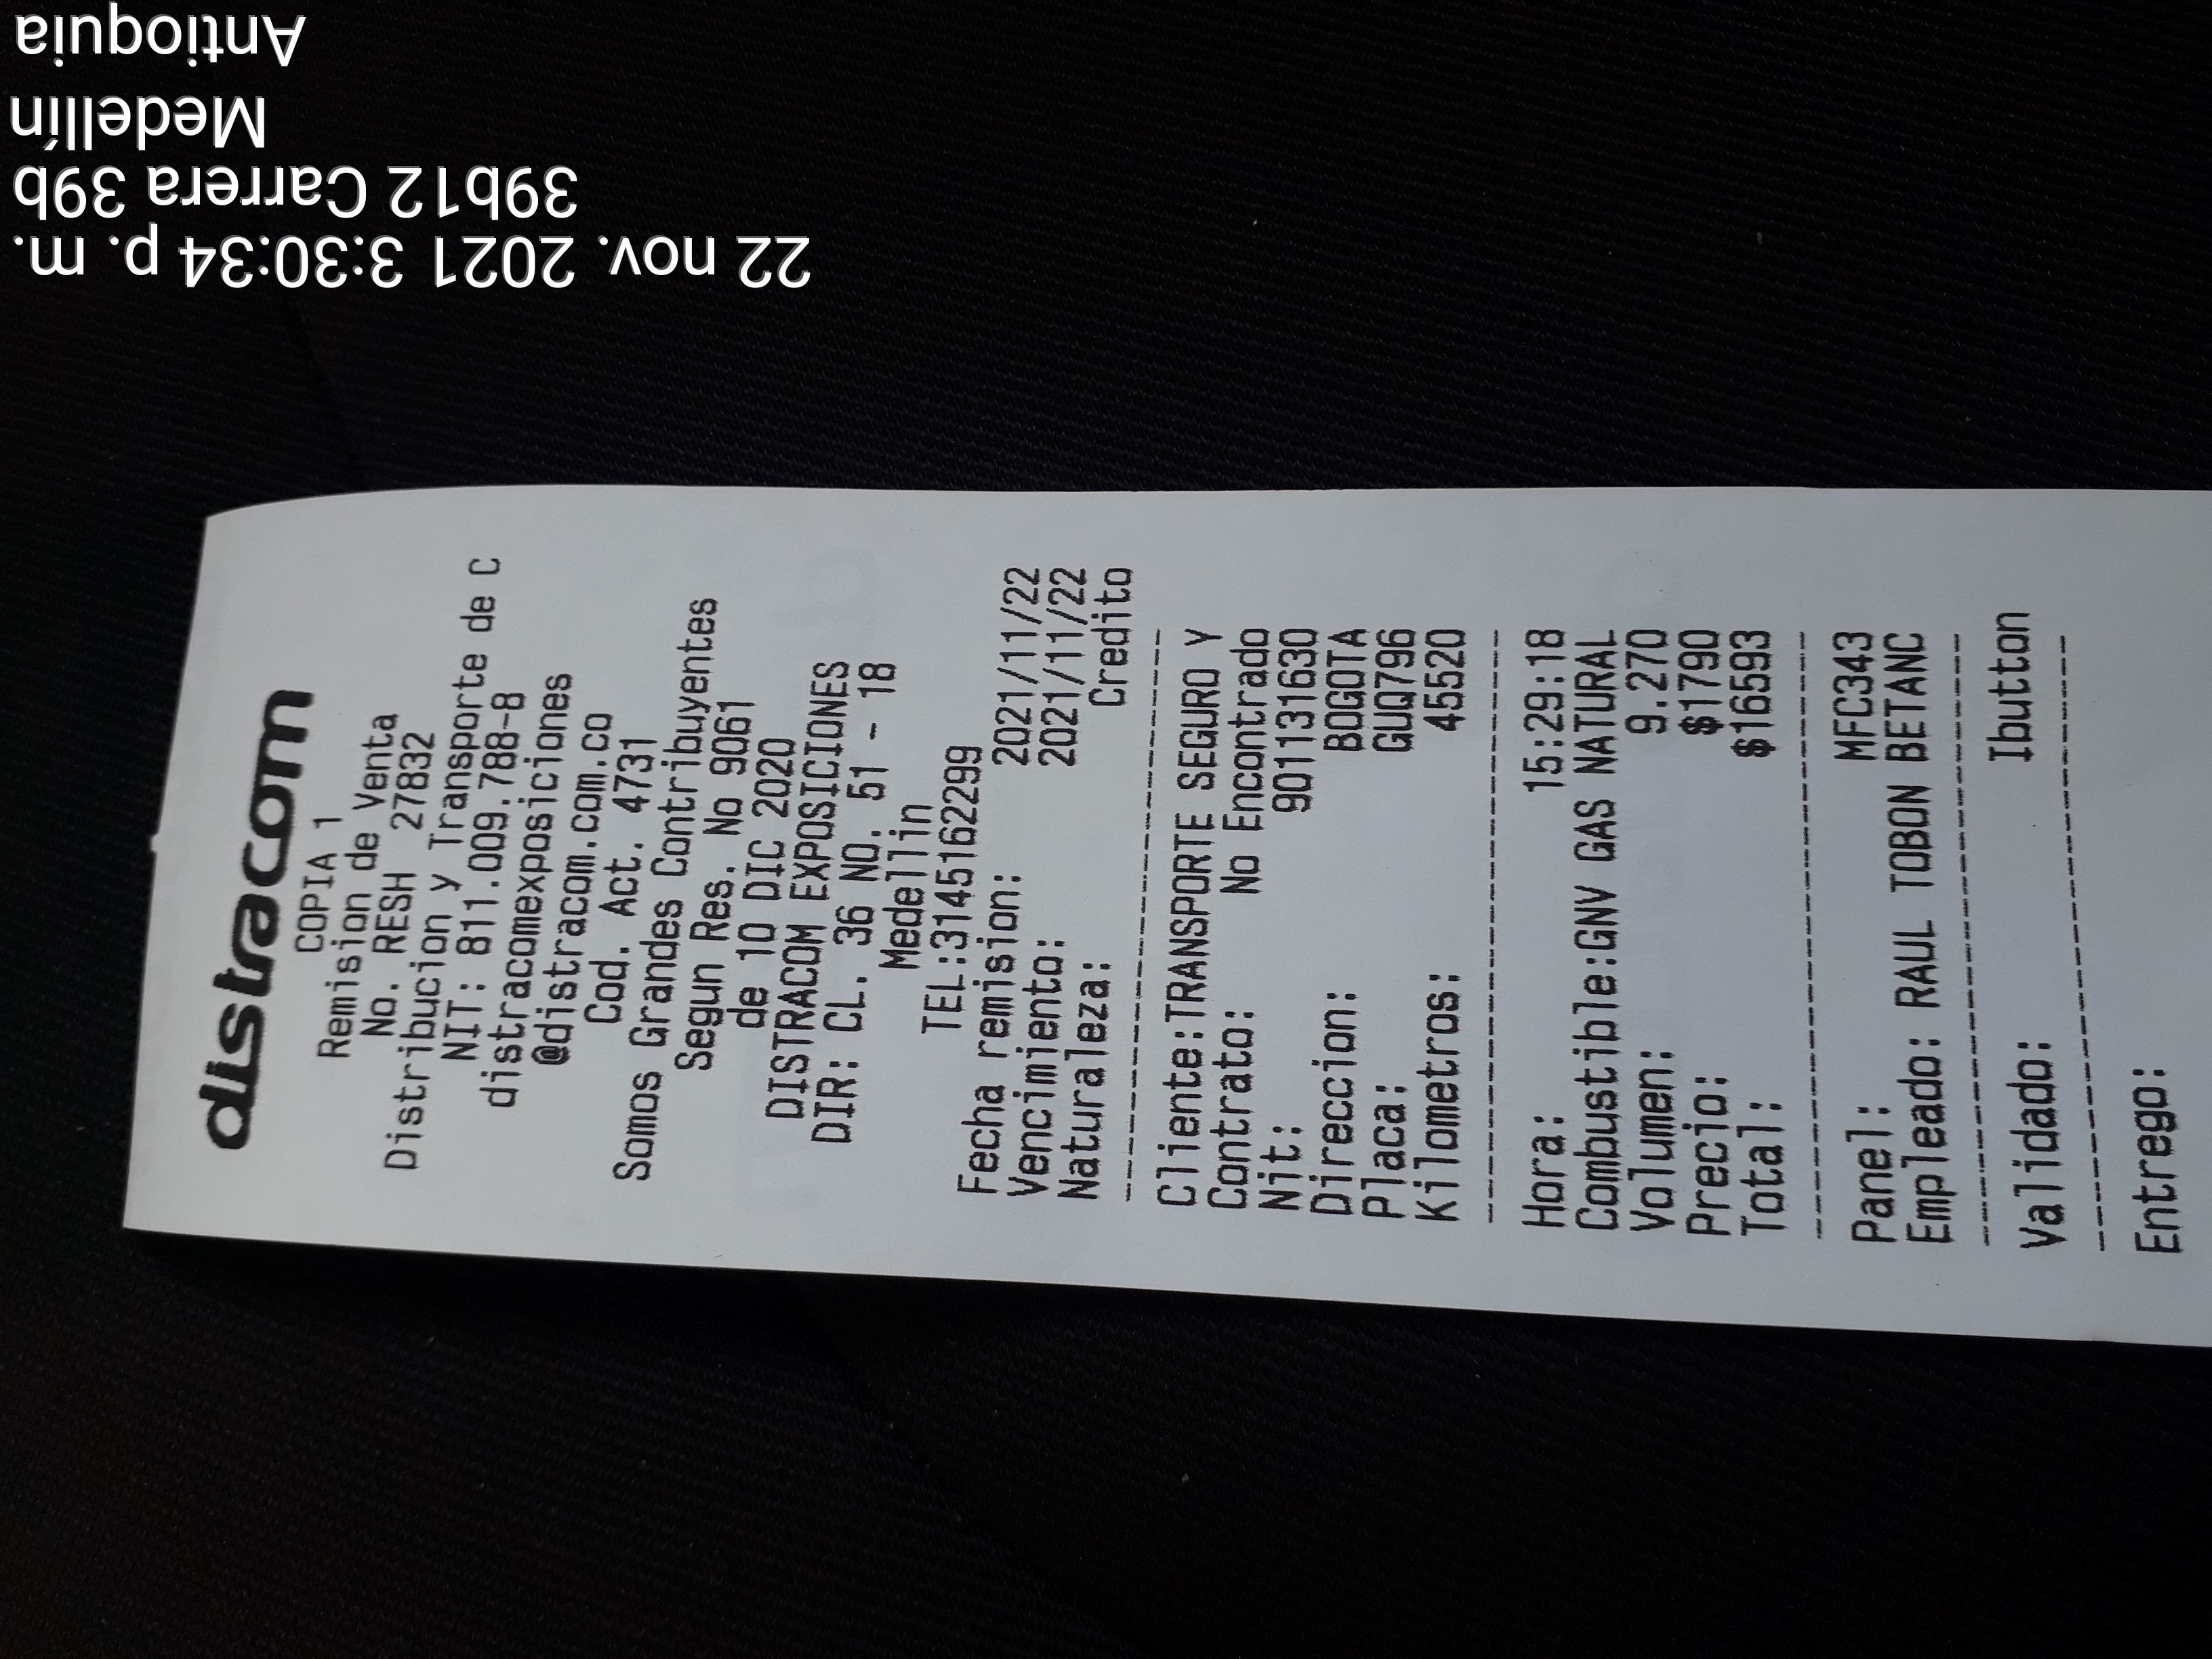 22 nov. 2021 3:30:34 p. m.
39b12 Carrera 39b
Medellín
Antioquia
distracom
COPIA 1
Remision de Venta
No. RESH 27832
Distribucion y Transporte de C
NIT: 811.009.788-8
distracomexposiciones
@distracom.com.co
Cod. Act. 4731
Somos Grandes Contribuyentes
Segun Res. No 9061
de 10 DIC 2020
DISTRACOM EXPOSICIONES
DIR: CL. 36 NO. 51 - 18
Medellin
TEL:3145162299
Fecha remision: 2021/11/22
Vencimiento: 2021/11/22
Naturaleza: Credito
Cliente:TRANSPORTE SEGURO Y
Contrato: No Encontrado
Nit: 901131630
Direccion: BOGOTA
Placa: GUQ796
Kilometros: 45520
Hora: 15:29:18
Combustible:GNV GAS NATURAL
Volumen: 9.270
Precio: $1790
Total: $16593
Panel: MFC343
Empleado: RAUL TOBON BETANC
Validado: Ibutton
Entrego: